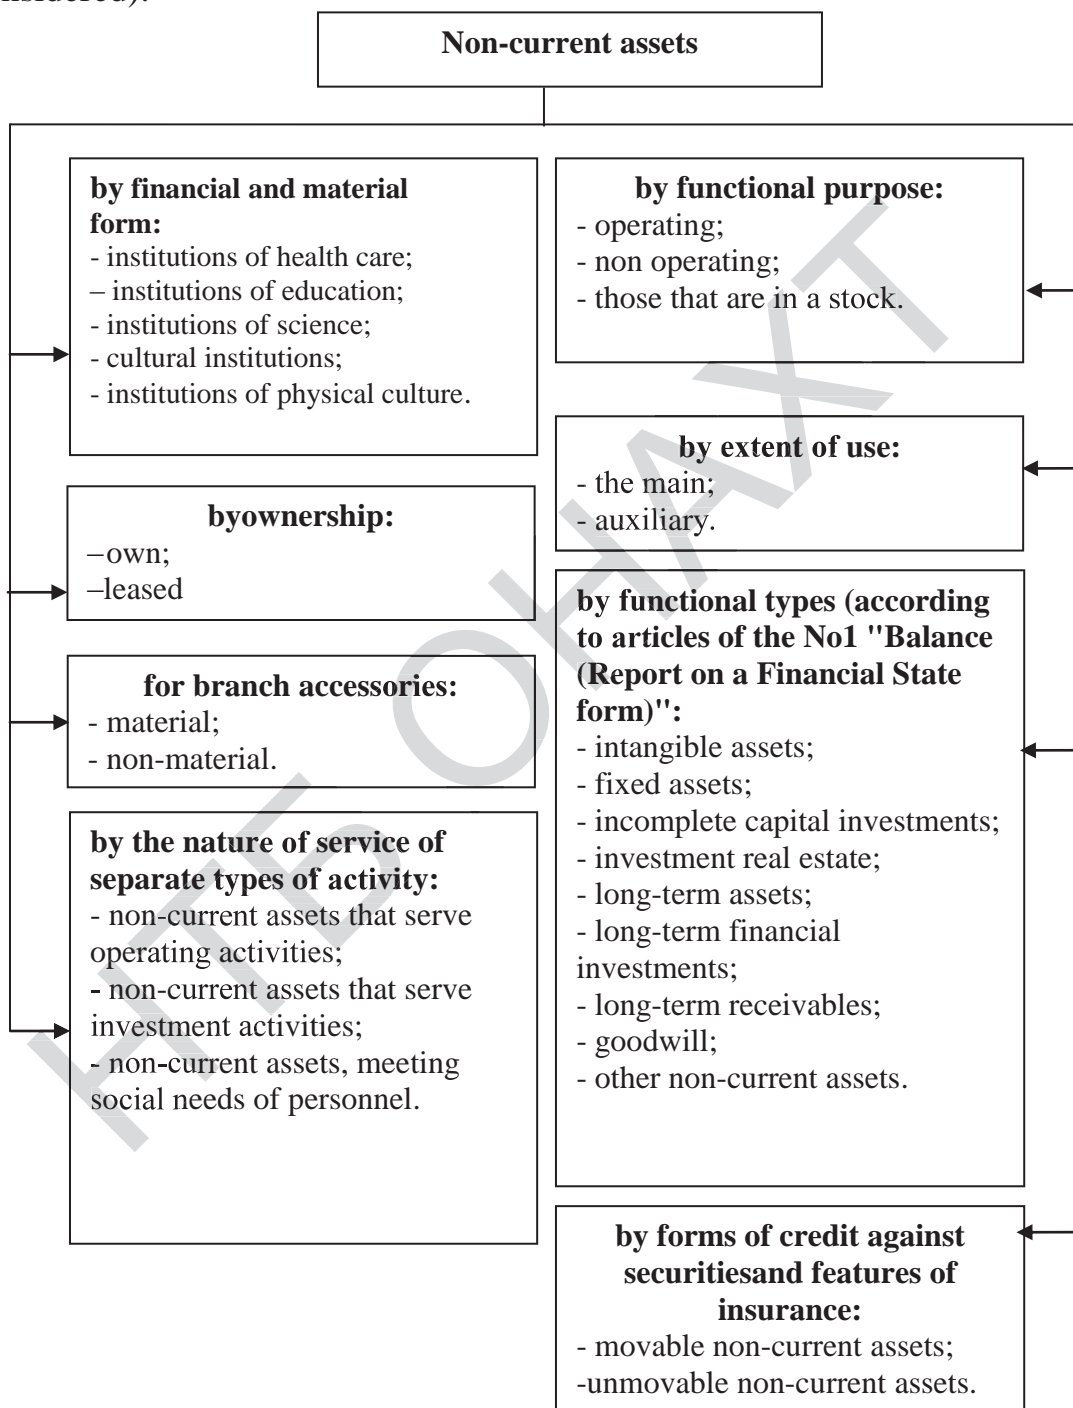 nsidered).
Non-current assets
by financial and material
form:
- institutions of health care;
– institutions of education;
- institutions of science;
- cultural institutions;
- institutions of physical culture.
byownership:
–own;
–leased
for branch accessories:
- material;
- non-material.
by the nature of service of
separate types of activity:
- non-current assets that serve
operating activities;
- non-current assets that serve
investment activities;
- non-current assets, meeting
social needs of personnel.
by functional purpose:
- operating;
- non operating;
- those that are in a stock.
by extent of use:
- the main;
- auxiliary.
by functional types (according
to articles of the No1 "Balance
(Report on a Financial State
form)":
- intangible assets;
- fixed assets;
- incomplete capital investments;
- investment real estate;
- long-term assets;
- long-term financial
investments;
- long-term receivables;
- goodwill;
- other non-current assets.
by forms of credit against
securitiesand features of
insurance:
- movable non-current assets;
-unmovable non-current assets.
НТБ ОНАХТ